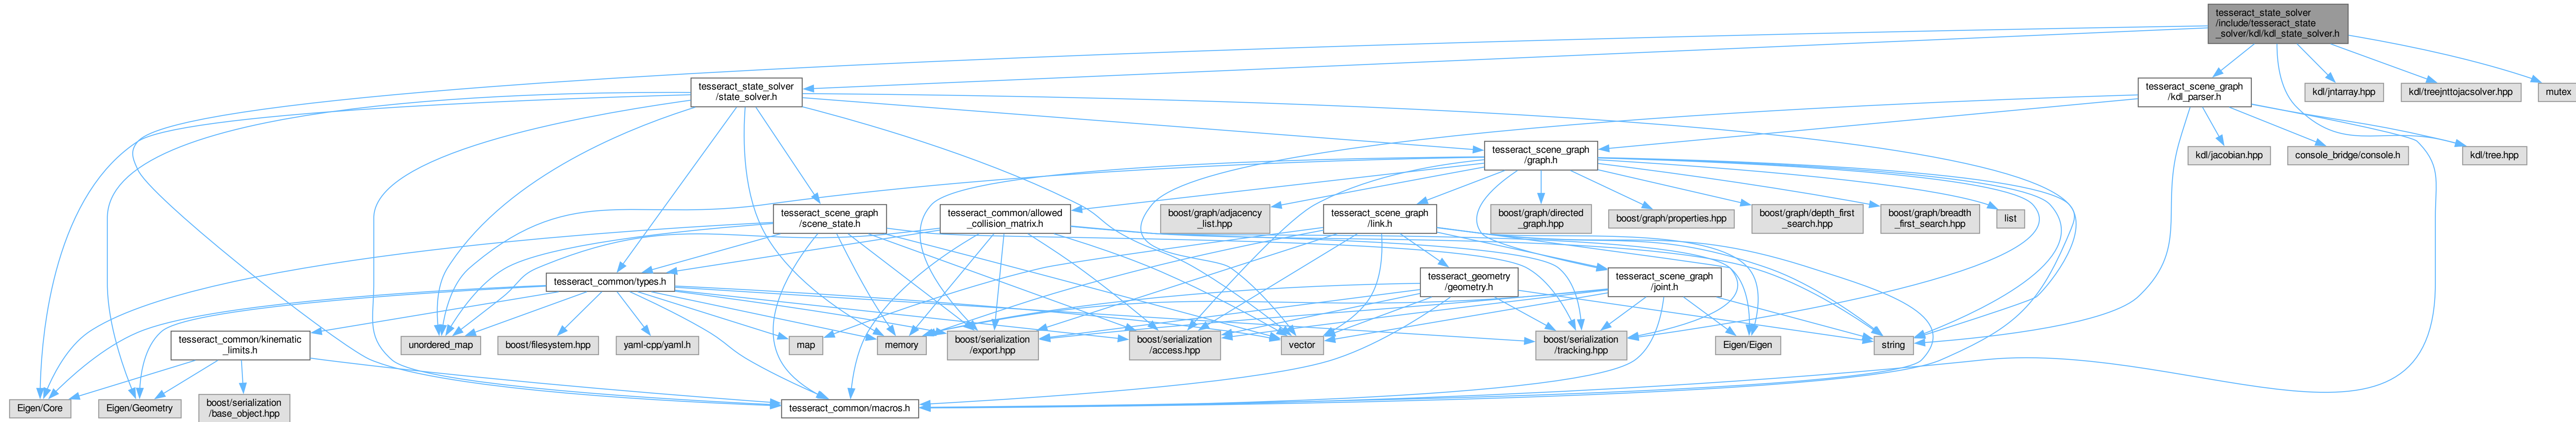 tesseract_state_solver
/include/tesseract_state
_solver/kdl/kdl_state_solver.h
tesseract_state_solver
/state_solver.h
tesseract_scene_graph
/kdl_parser.h
kdl/jntarray.hpp
kdl/treejnttojacsolver.hpp
mutex
tesseract_scene_graph
/graph.h
kdl/jacobian.hpp
console_bridge/console.h
kdl/tree.hpp
tesseract_scene_graph
/scene_state.h
tesseract_common/allowed
_collision_matrix.h
boost/graph/adjacency
_list.hpp
tesseract_scene_graph
/link.h
boost/graph/directed
_graph.hpp
boost/graph/properties.hpp
boost/graph/depth_first
_search.hpp
boost/graph/breadth
_first_search.hpp
list
tesseract_common/types.h
tesseract_geometry
/geometry.h
tesseract_scene_graph
/joint.h
tesseract_common/kinematic
_limits.h
unordered_map
boost/filesystem.hpp
yaml-cpp/yaml.h
map
memory
boost/serialization
/export.hpp
boost/serialization
/access.hpp
vector
boost/serialization
/tracking.hpp
Eigen/Eigen
string
Eigen/Core
Eigen/Geometry
boost/serialization
/base_object.hpp
tesseract_common/macros.h